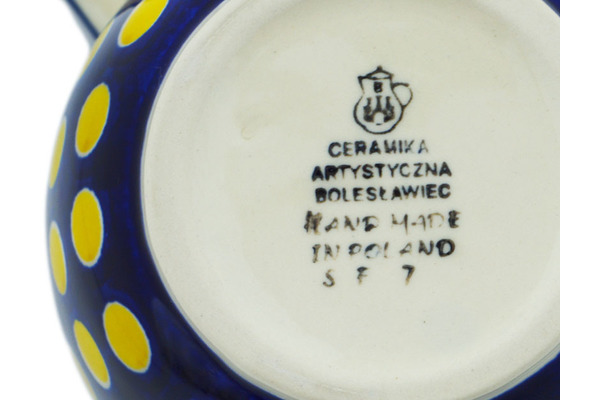 B
CERAMIKA
ARTYSTYCZNA
BOLESŁAWIEC
HAND MADE
IN POLAND
S F 7